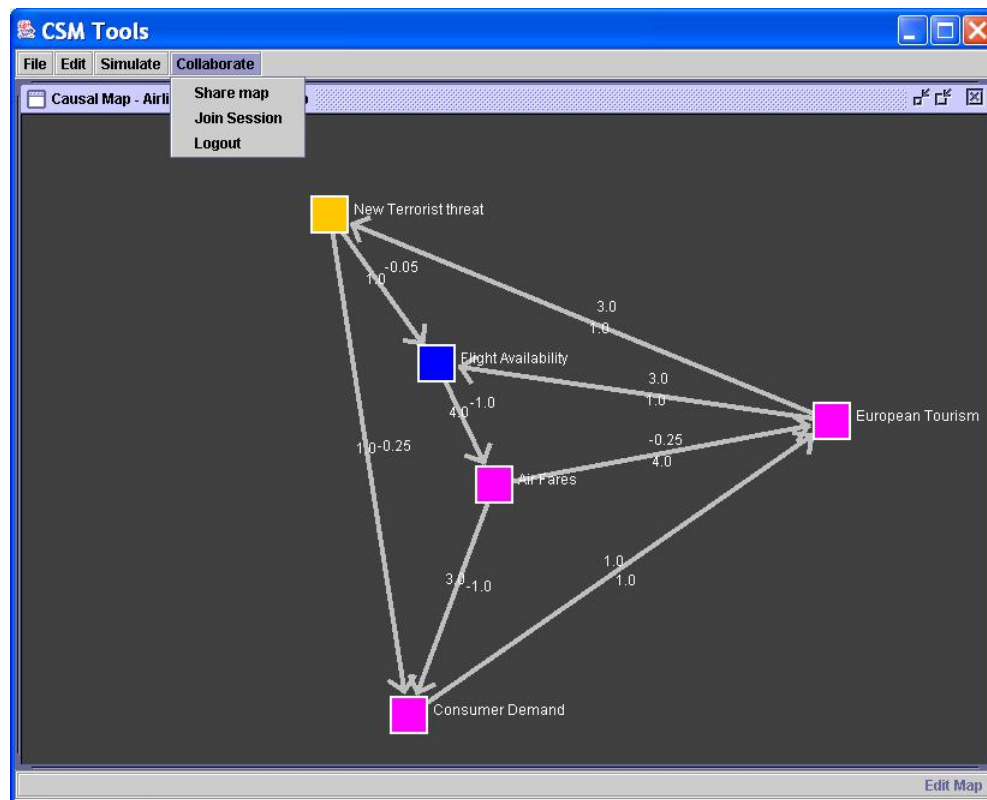 CSM Tools
File Edit Simulate Collaborate
Share map
Join Session
Logout
Causal Map - Airli
New Terrorist threat
-0.05
1.0
3.0
1.0
Flight Availability
3.0
1.0
-1.0
4.0
European Tourism
-0.25
4.0
1.0
-0.25
Air Fares
1.0
1.0
3.0
-1.0
Consumer Demand
Edit Map